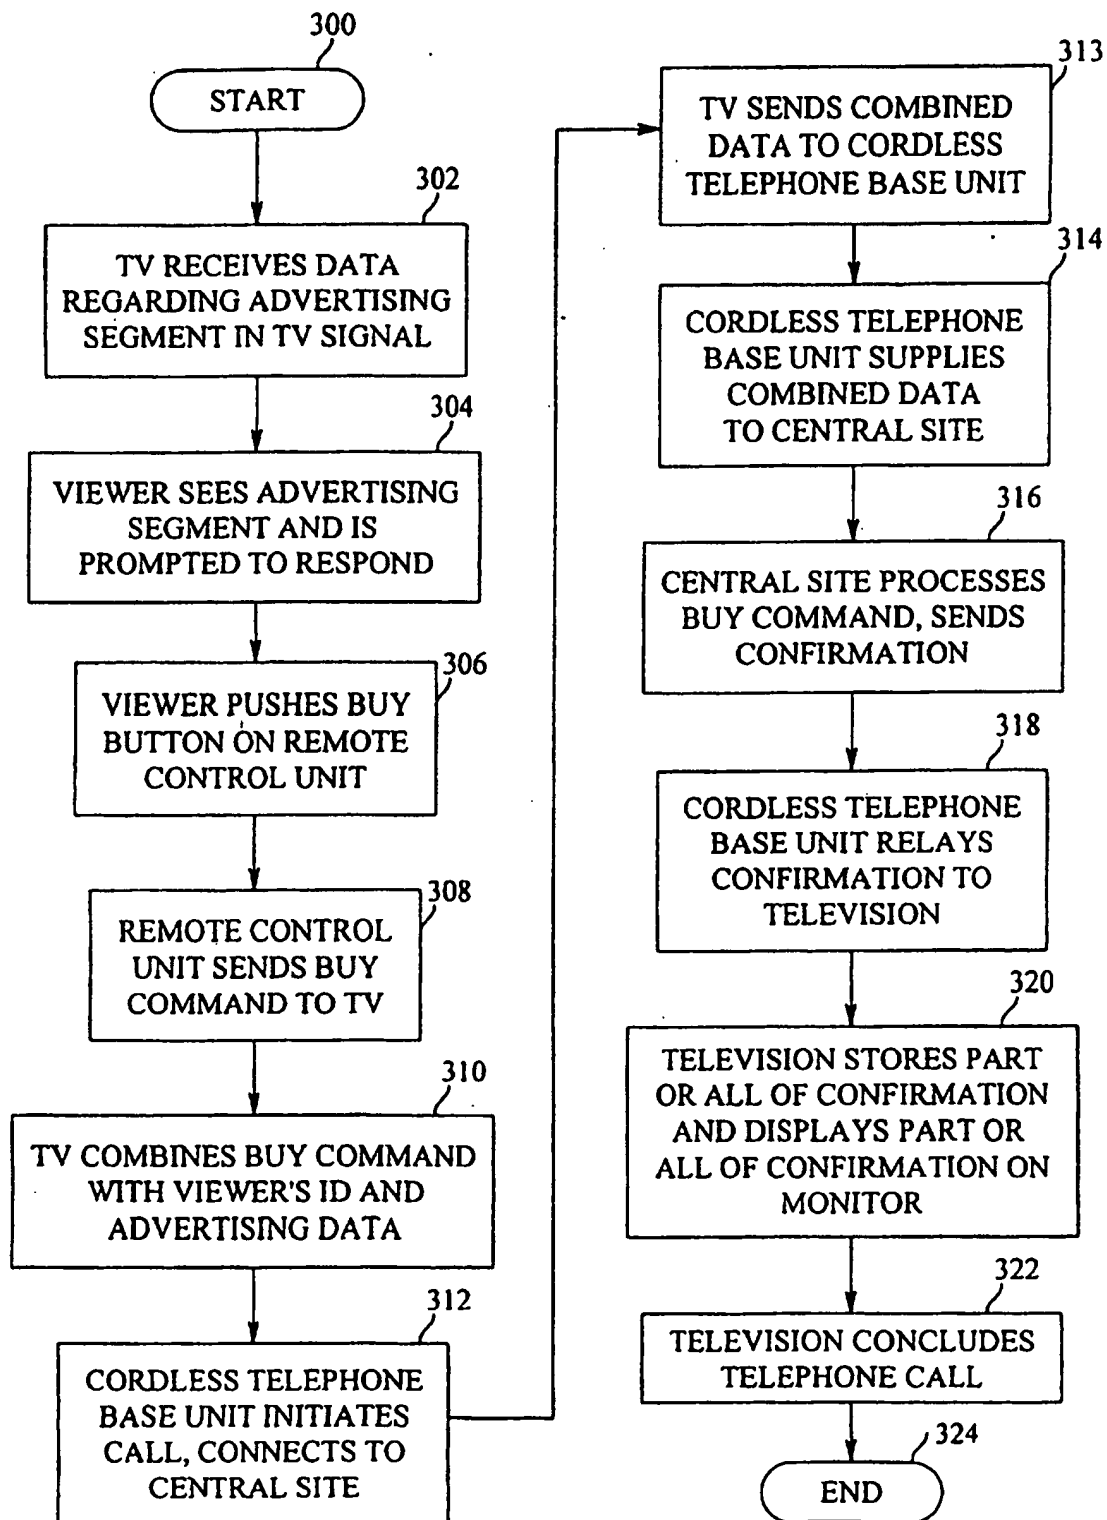 300
START
302
TV RECEIVES DATA
REGARDING ADVERTISING
SEGMENT IN TV SIGNAL
304
VIEWER SEES ADVERTISING
SEGMENT AND IS
PROMPTED TO RESPOND
306
VIEWER PUSHES BUY
BUTTON ON REMOTE
CONTROL UNIT
308
REMOTE CONTROL
UNIT SENDS BUY
COMMAND TO TV
310
TV COMBINES BUY COMMAND
WITH VIEWER'S ID AND
ADVERTISING DATA
312
CORDLESS TELEPHONE
BASE UNIT INITIATES
CALL, CONNECTS TO
CENTRAL SITE
313
TV SENDS COMBINED
DATA TO CORDLESS
TELEPHONE BASE UNIT
314
CORDLESS TELEPHONE
BASE UNIT SUPPLIES
COMBINED DATA
TO CENTRAL SITE
316
CENTRAL SITE PROCESSES
BUY COMMAND, SENDS
CONFIRMATION
318
CORDLESS TELEPHONE
BASE UNIT RELAYS
CONFIRMATION TO
TELEVISION
320
TELEVISION STORES PART
OR ALL OF CONFIRMATION
AND DISPLAYS PART OR
ALL OF CONFIRMATION ON
MONITOR
322
TELEVISION CONCLUDES
TELEPHONE CALL
324
END